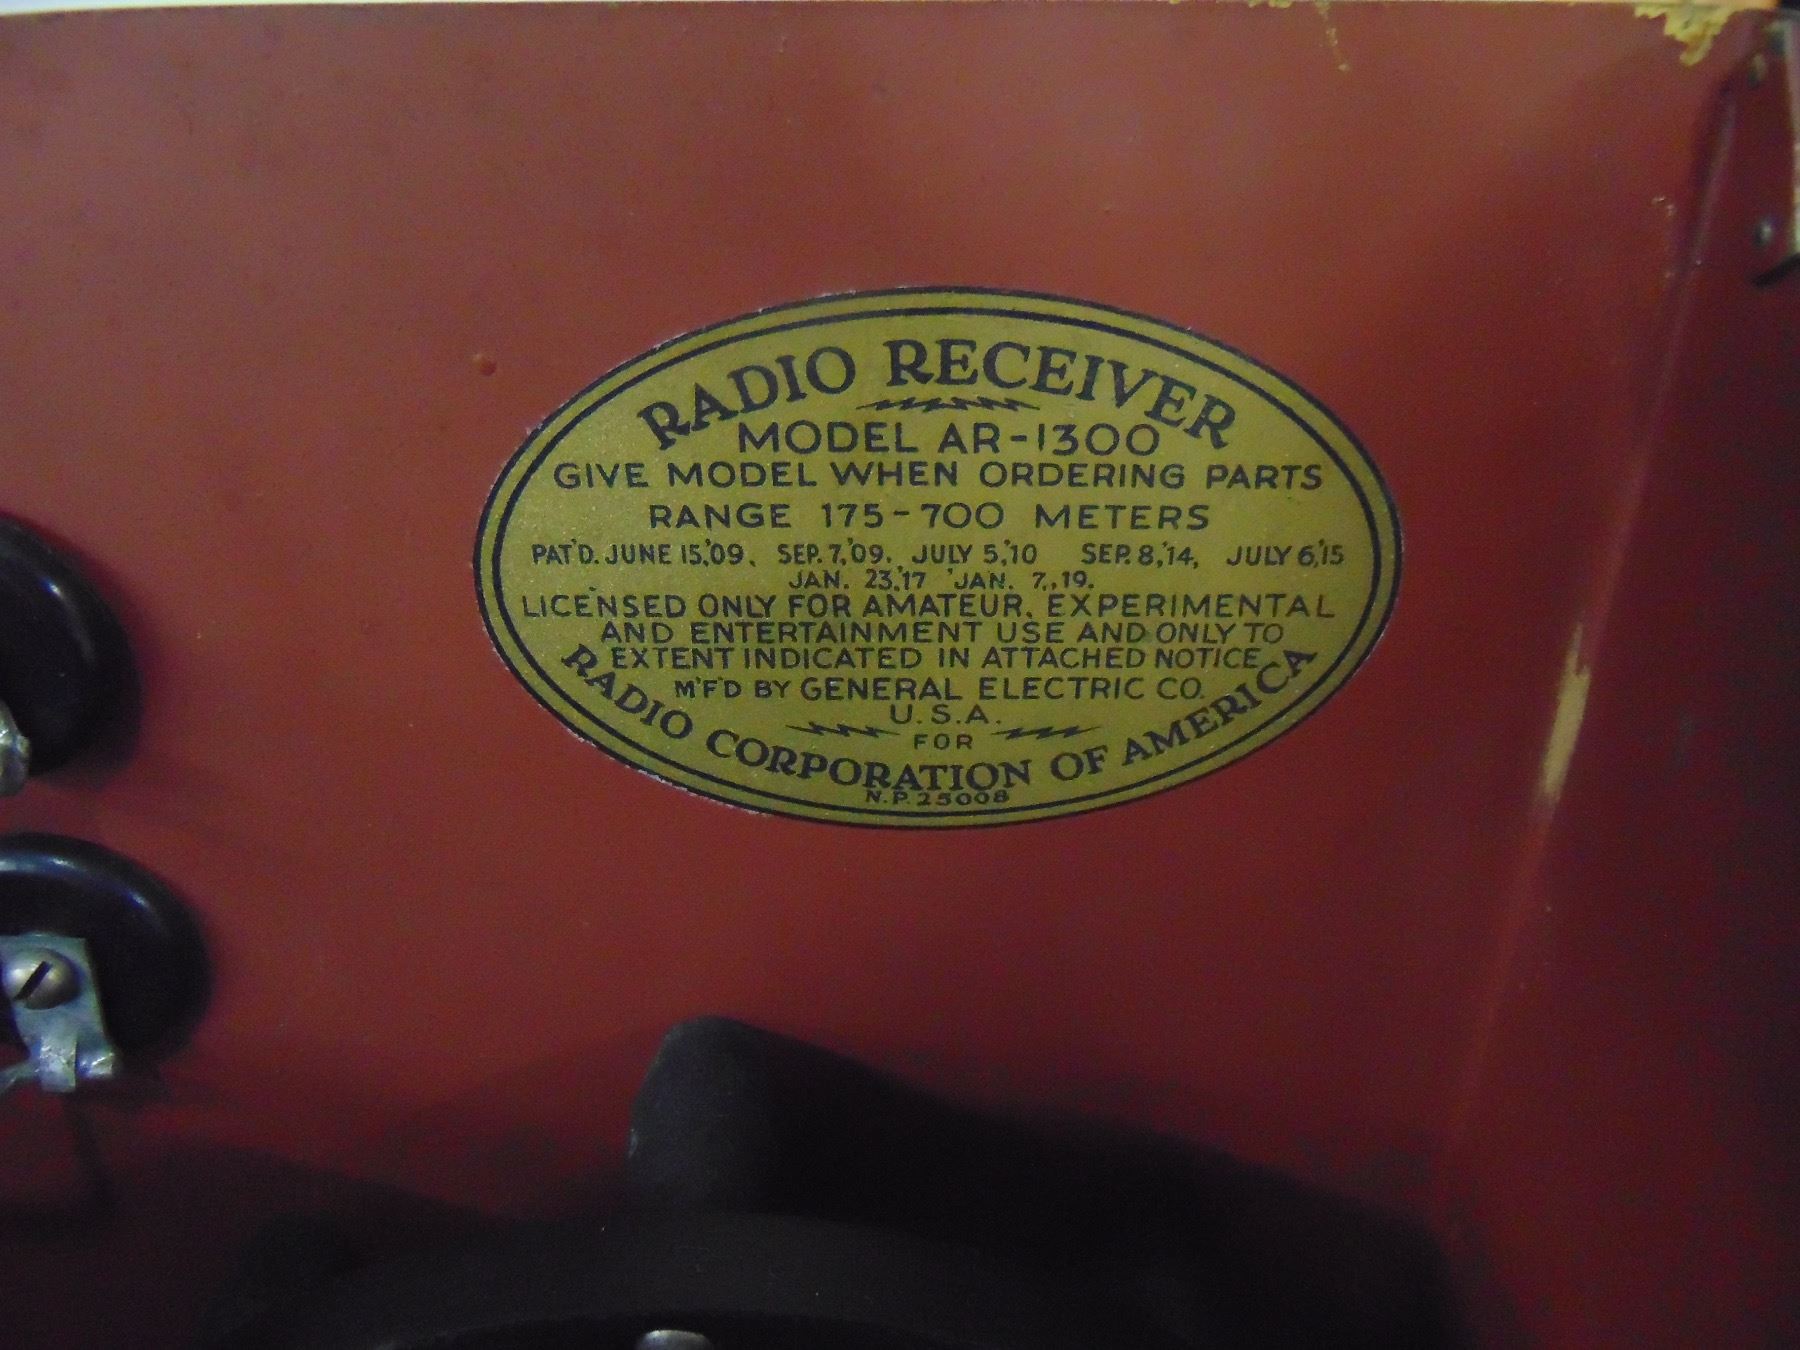 RADIO RECEIVER
MODEL AR-1300
GIVE MODEL WHEN ORDERING PARTS
RANGE 175-700 METERS
PAT'D. JUNE 15,'09. SEP. 7,'09. JULY 5,'10 SEP. 8,'14, JULY 6,'15
JAN. 23,'17 JAN. 7,'19.
LICENSED ONLY FOR AMATEUR, EXPERIMENTAL
AND ENTERTAINMENT USE AND ONLY TO
EXTENT INDICATED IN ATTACHED NOTICE
M'F'D BY GENERAL ELECTRIC CO.
U.S.A.
FOR
RADIO CORPORATION OF AMERICA
N.P. 25008